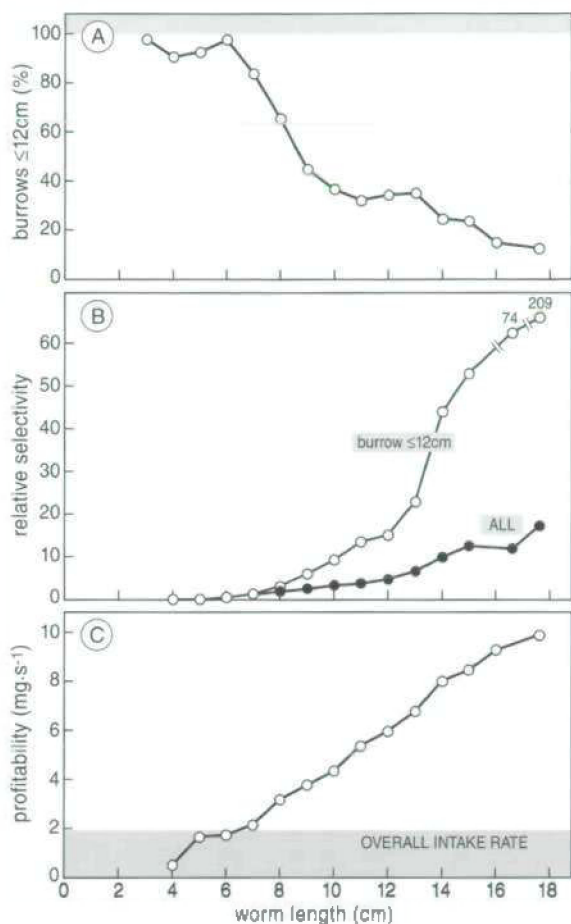 A
100
80
60
40
20
0
burrows ≤12cm (%)
B
60
50
40
30
20
10
0
relative selectivity
209
74
burrow ≤12cm
ALL
C
10
8
6
4
2
0
profitability (mg·s⁻¹)
OVERALL INTAKE RATE
0 2 4 6 8 10 12 14 16 18
worm length (cm)